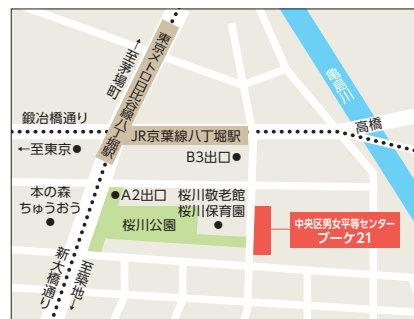 ←至茅場町
東京メトロ日比谷線八丁堀駅
亀島川
鍛冶橋通り
高橋
JR京葉線八丁堀駅
←至東京
B3出口
本の森
ちゅうおう
A2出口
桜川敬老館
桜川保育園
桜川公園
中央区男女平等センター
ブーケ21
新大橋通り
至築地→